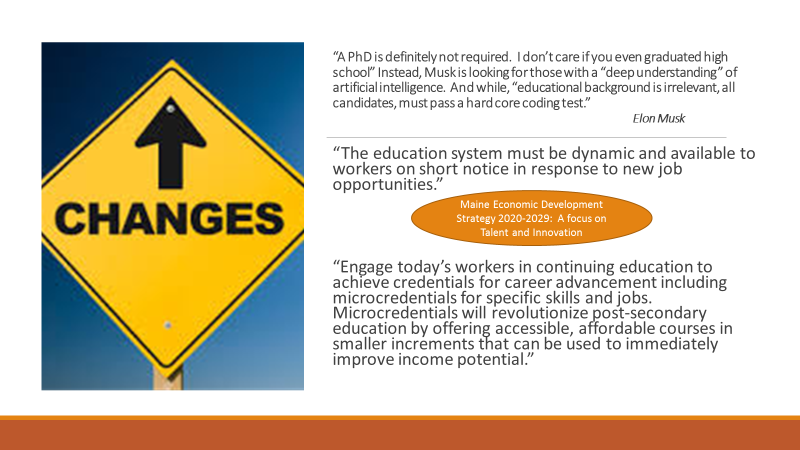 CHANGES
“A PhD is definitely not required. I don’t care if you even graduated high
school” Instead, Musk is looking for those with a “deep understanding” of
artificial intelligence. And while, “educational background is irrelevant, all
candidates, must pass a hard core coding test.”
Elon Musk
“The education system must be dynamic and available to
workers on short notice in response to new job
opportunities.”
Maine Economic Development
Strategy 2020-2029: A focus on
Talent and Innovation
“Engage today’s workers in continuing education to
achieve credentials for career advancement including
microcredentials for specific skills and jobs.
Microcredentials will revolutionize post-secondary
education by offering accessible, affordable courses in
smaller increments that can be used to immediately
improve income potential.”